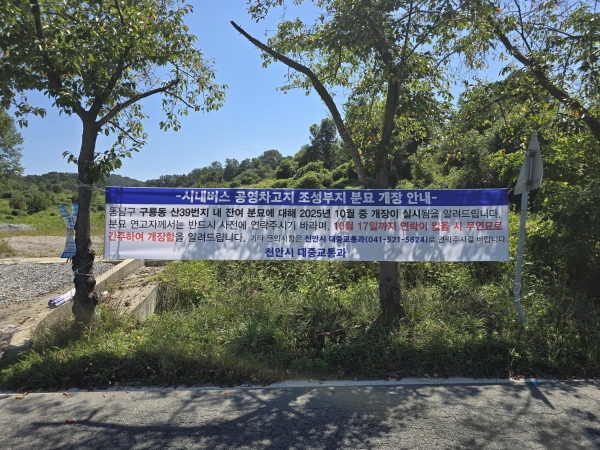 -시내버스 공영차고지 조성부지 분묘 개장 안내-
동남구 구룡동 산39번지 내 잔여 분묘에 대해 2025년 10월 중 개장이 실시됨을 알려드립니다.
분묘 연고자께서는 반드시 사전에 연락주시기 바라며, 10월 17일까지 연락이 없을 시 무연묘로
간주하여 개장함을 알려드립니다. 기타 문의사항은 천안시 대중교통과(041-521-5624)로 연락주시길 바랍니다.
천안시 대중교통과